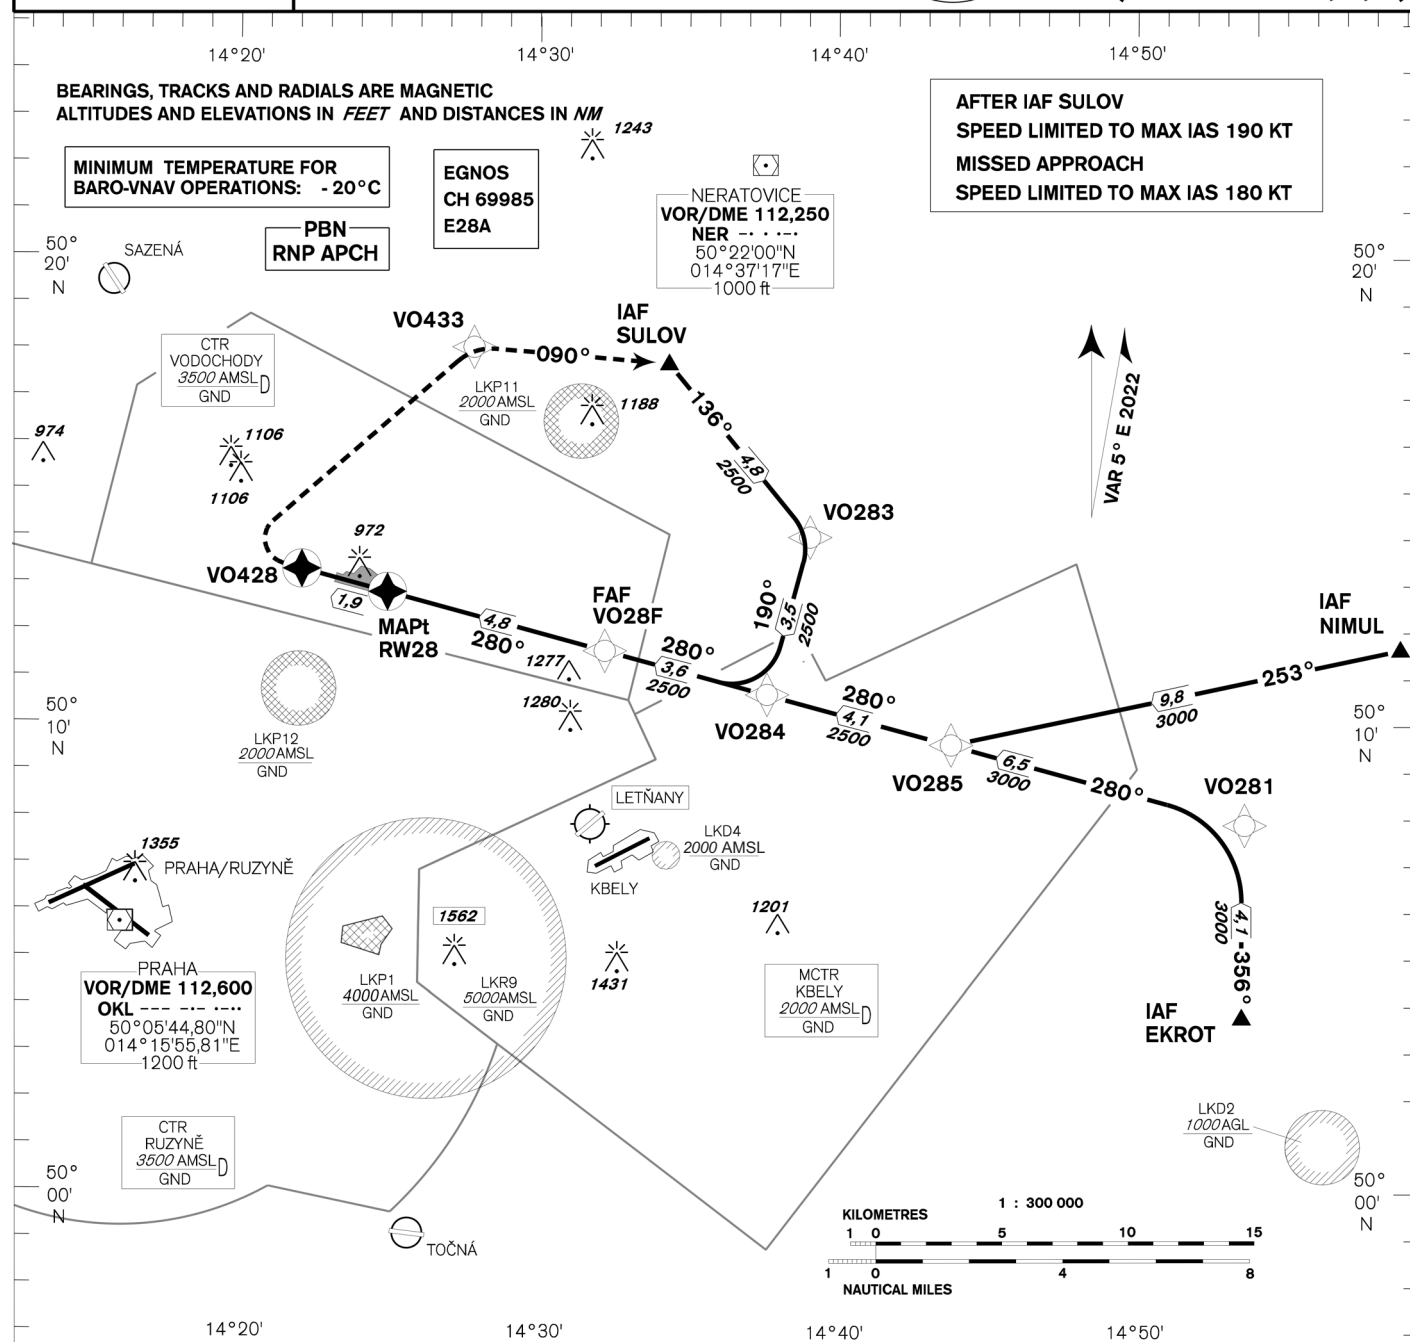 14°20'
14°30'
14°40'
14°50'
BEARINGS, TRACKS AND RADIALS ARE MAGNETIC
ALTITUDES AND ELEVATIONS IN FEET AND DISTANCES IN NM
AFTER IAF SULOV
SPEED LIMITED TO MAX IAS 190 KT
MISSED APPROACH
SPEED LIMITED TO MAX IAS 180 KT
MINIMUM TEMPERATURE FOR
BARO-VNAV OPERATIONS: - 20°C
EGNOS
CH 69985
E28A
PBN
RNP APCH
1243
NERATOVICE
VOR/DME 112,250
NER
50°22'00"N
014°37'17"E
1000 ft
50°
20'
N
SAZENÁ
50°
20'
N
VO433
IAF
SULOV
090°
CTR
VODOCHODY
3500 AMSL
D
GND
LKP11
2000 AMSL
GND
1188
136°
4,8
2500
VAR 5° E 2022
974
1106
1106
VO283
972
VO428
1,9
MAPt
RW28
4,8
280°
FAF
VO28F
190°
3,5
2500
280°
3,6
2500
IAF
NIMUL
253°
9,8
3000
1277
1280
280°
4,1
2500
VO284
VO285
6,5
3000
280°
VO281
50°
10'
N
50°
10'
N
LKP12
2000 AMSL
GND
LETŇANY
LKD4
2000 AMSL
GND
KBELY
1355
PRAHA/RUZYNĚ
1562
1201
1431
4,1
3000
356°
IAF
EKROT
PRAHA
VOR/DME 112,600
OKL
50°05'44,80"N
014°15'55,81"E
1200 ft
LKP1
4000 AMSL
GND
LKR9
5000 AMSL
GND
MCTR
KBELY
2000 AMSL
D
GND
CTR
RUZYNĚ
3500 AMSL
D
GND
LKD2
1000 AGL
GND
50°
00'
N
50°
00'
N
TOČNÁ
1 : 300 000
KILOMETRES
1 0 5 10 15
1 0 4 8
NAUTICAL MILES
14°20'
14°30'
14°40'
14°50'